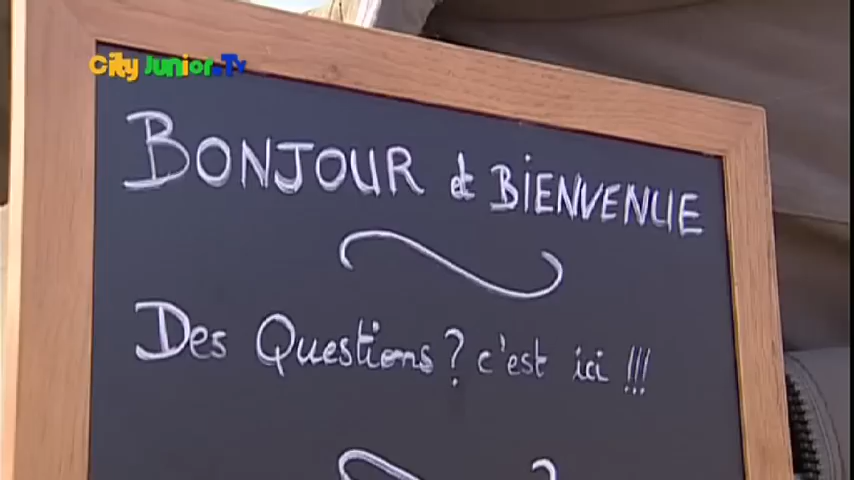 City Junior.Tv
BONJOUR et BIENVENUE
Des Questions ? c'est ici !!!